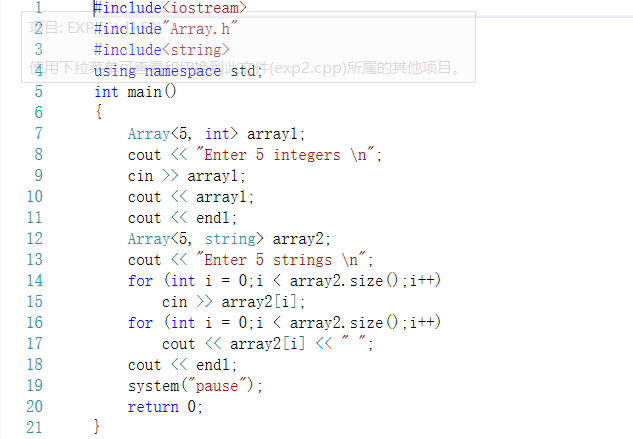 1 #include<iostream>
项目: EXP
2 #include"Array.h"
3 #include<string>
使用下拉菜单可查看和切换到此文件(exp2.cpp)所属的其他项目。
4 using namespace std;
5 int main()
6 {
7 Array<5, int> array1;
8 cout << "Enter 5 integers \n";
9 cin >> array1;
10 cout << array1;
11 cout << endl;
12 Array<5, string> array2;
13 cout << "Enter 5 strings \n";
14 for (int i = 0;i < array2.size();i++)
15 cin >> array2[i];
16 for (int i = 0;i < array2.size();i++)
17 cout << array2[i] << " ";
18 cout << endl;
19 system("pause");
20 return 0;
21 }